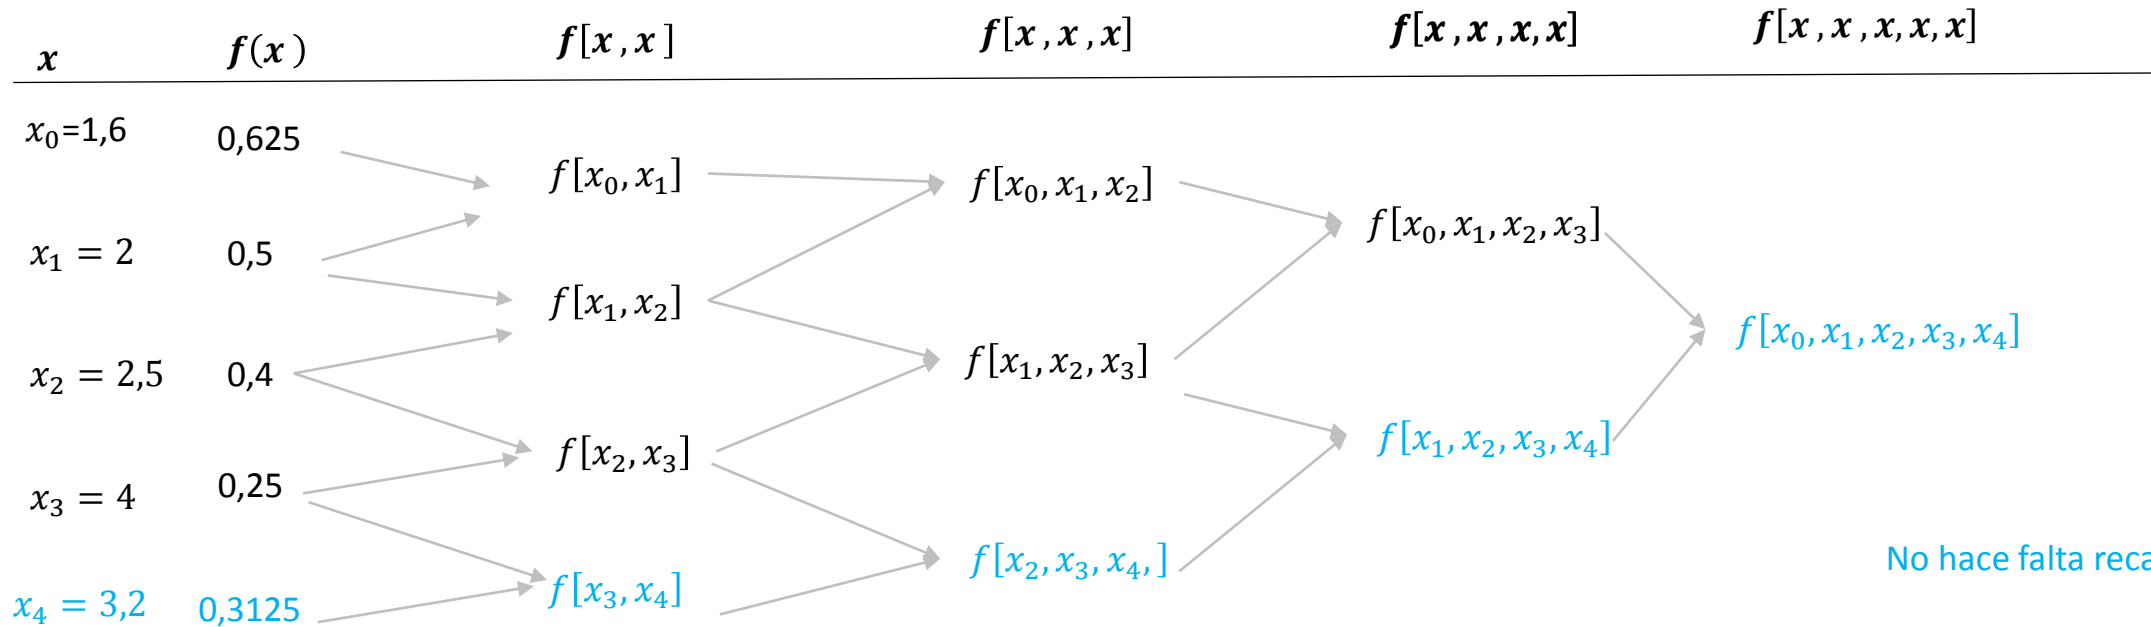 x f(x) f[x,x] f[x,x,x] f[x,x,x,x] f[x,x,x,x,x]
x₀=1,6 0,625
f[x₀,x₁] f[x₀,x₁,x₂]
f[x₀,x₁,x₂,x₃]
x₁ = 2 0,5
f[x₁,x₂]
f[x₀,x₁,x₂,x₃,x₄]
x₂ = 2,5 0,4 f[x₁,x₂,x₃]
f[x₂,x₃] f[x₁,x₂,x₃,x₄]
x₃ = 4 0,25
f[x₃,x₄] f[x₂,x₃,x₄,]
No hace falta
x₄ = 3,2 0,3125